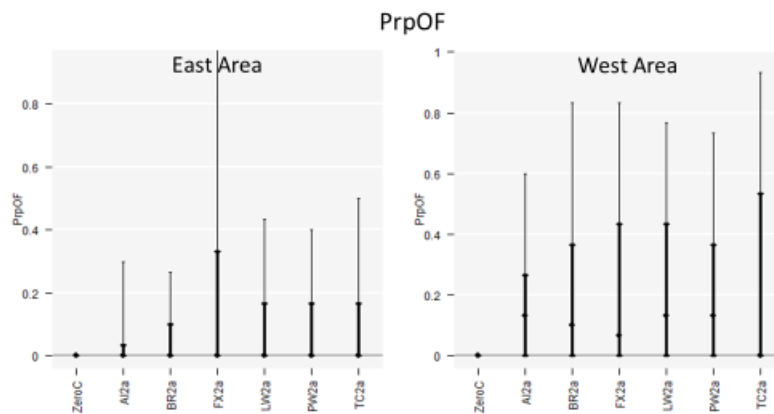 PrpOF
East Area
0.8
0.6
0.4
0.2
0
PrpOF
ZeroC
AI2a
BR2a
FX2a
LW2a
PW2a
TC2a
West Area
1
0.8
0.6
0.4
0.2
0
PrpOF
ZeroC
AI2a
BR2a
FX2a
LW2a
PW2a
TC2a